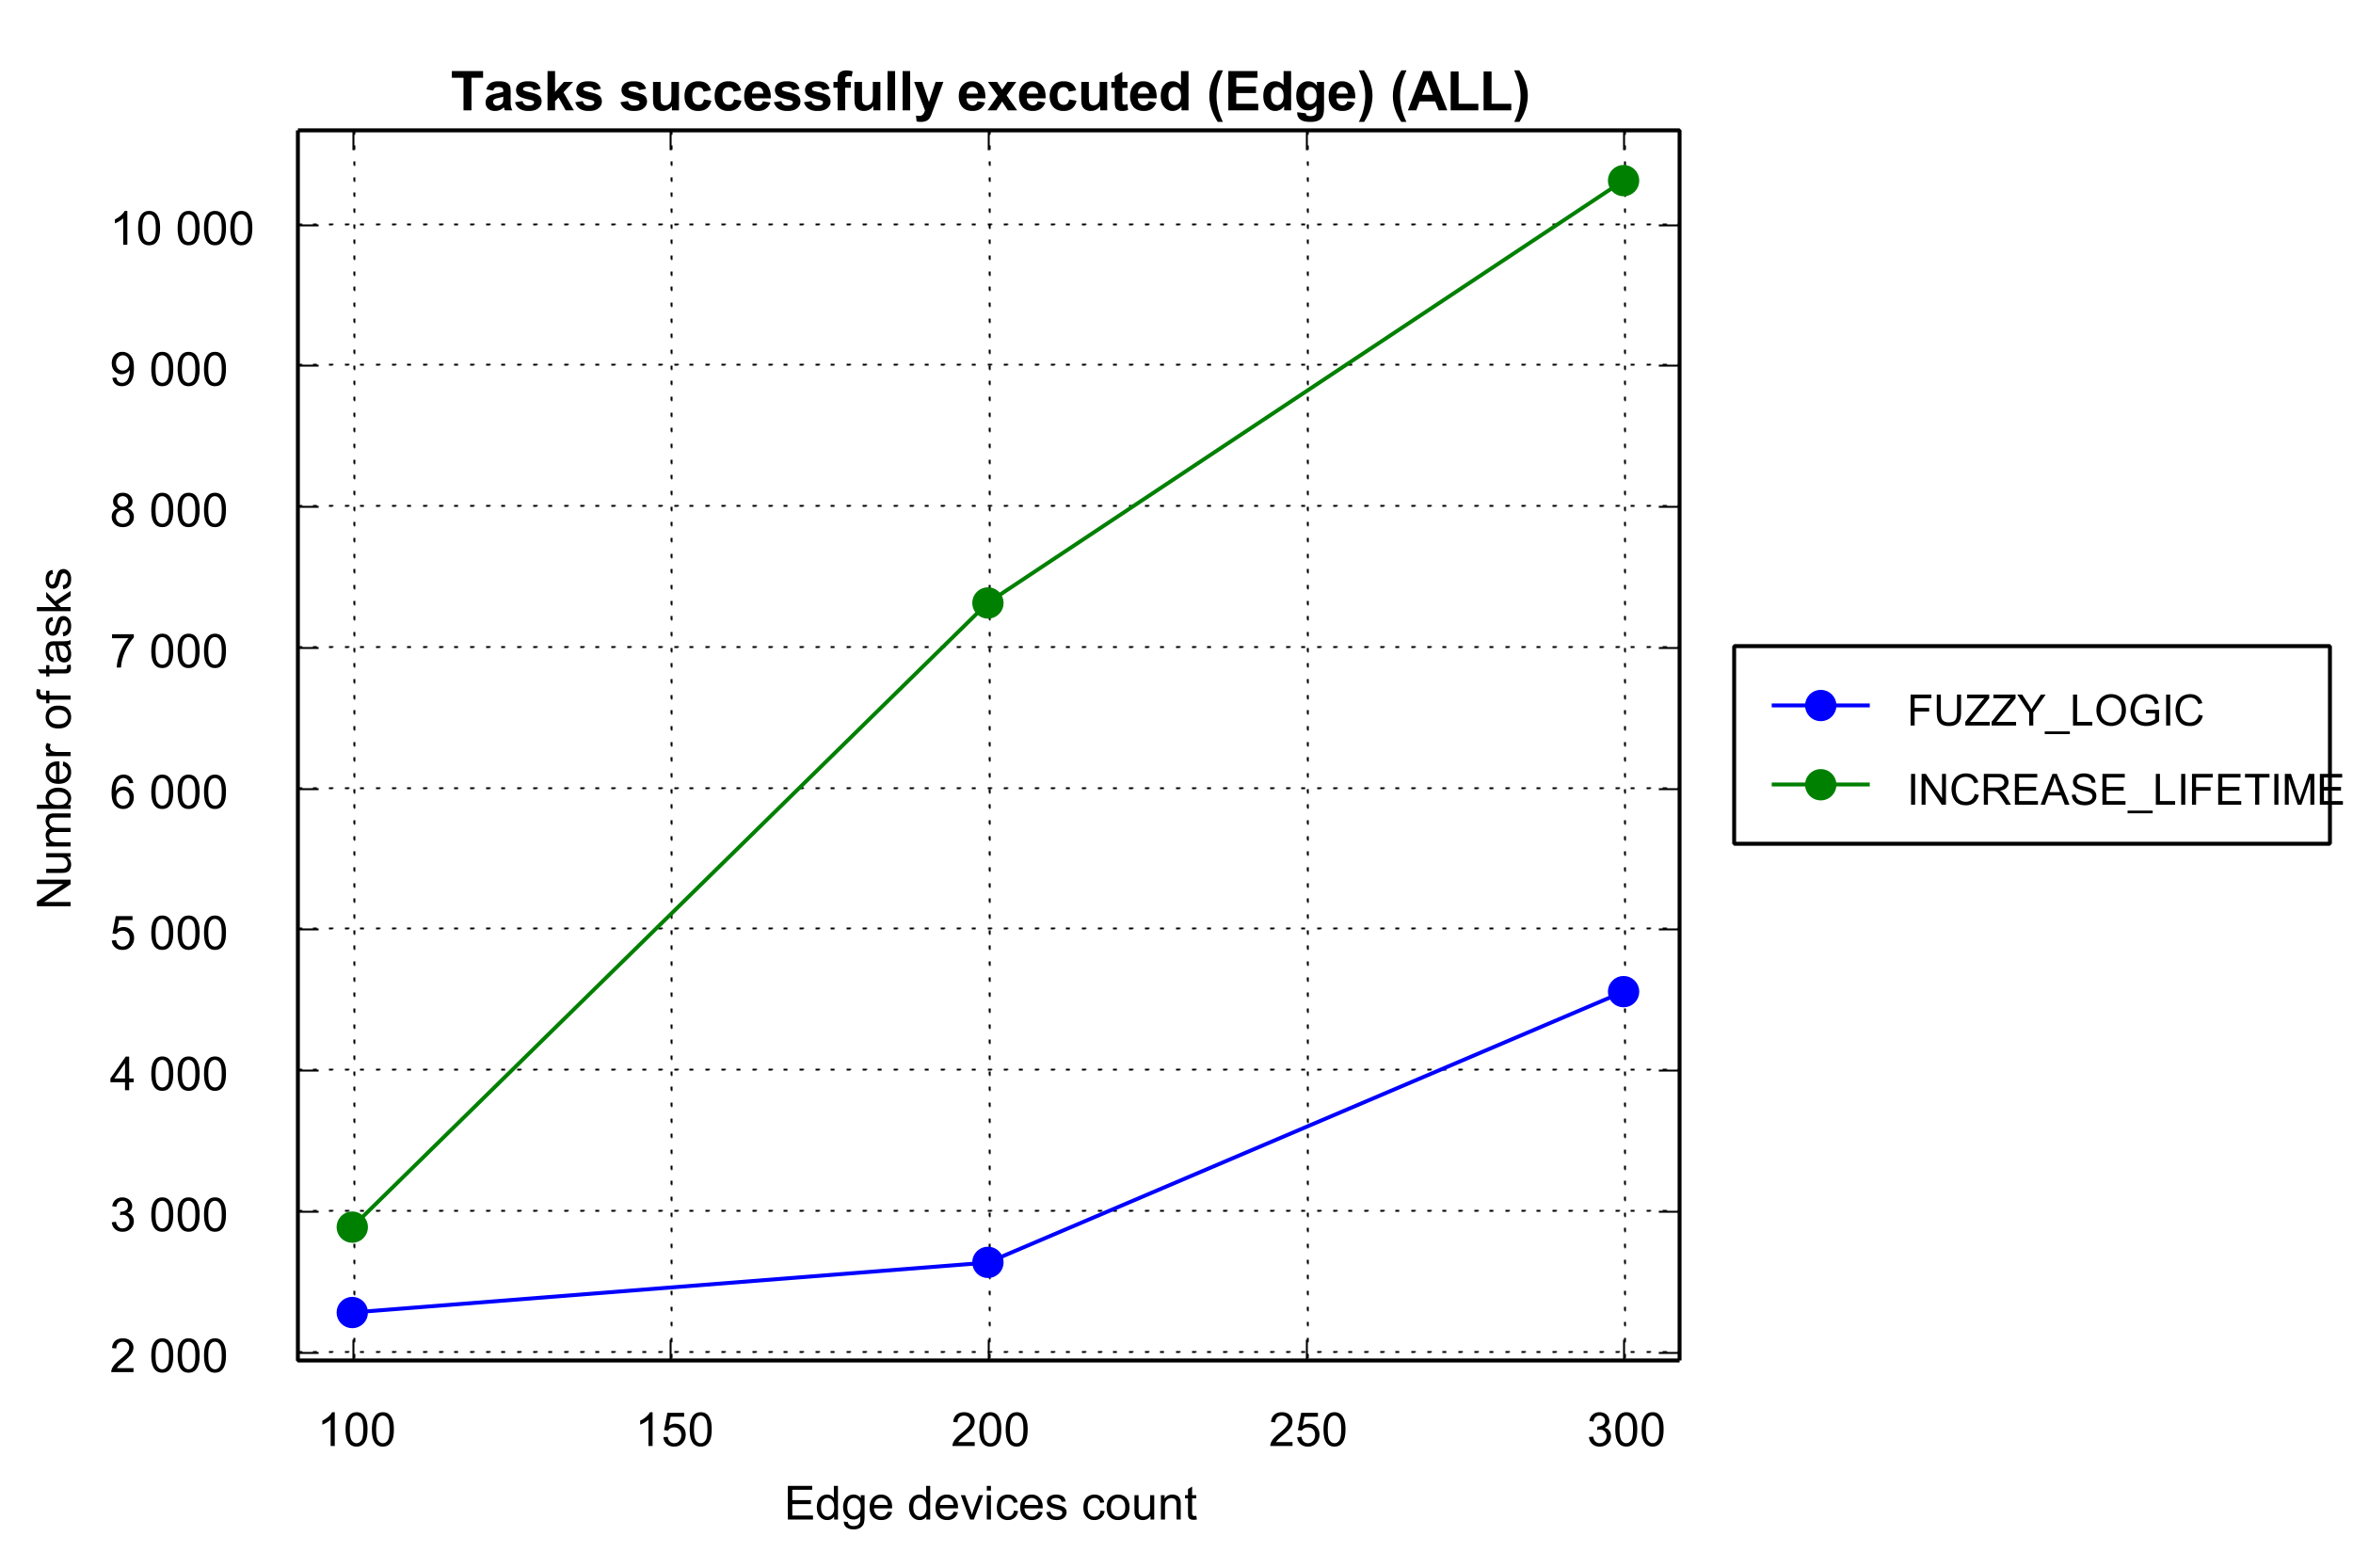 Tasks successfully executed (Edge) (ALL)
10 000
9 000
8 000
7 000
6 000
5 000
4 000
3 000
2 000
Number of tasks
100 150 200 250 300
Edge devices count
FUZZY_LOGIC
INCREASE_LIFETIME